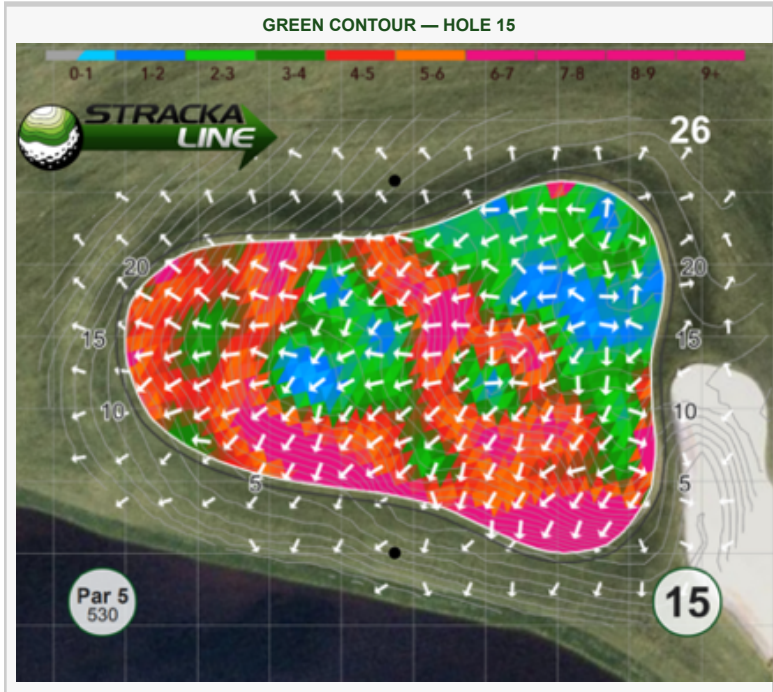 GREEN CONTOUR — HOLE 15
0-1 1-2 2-3 3-4 4-5 5-6 6-7 7-8 8-9 9+
STRACKA
LINE
26
20 20
15 15
10 10
5 5
Par 5
530
15